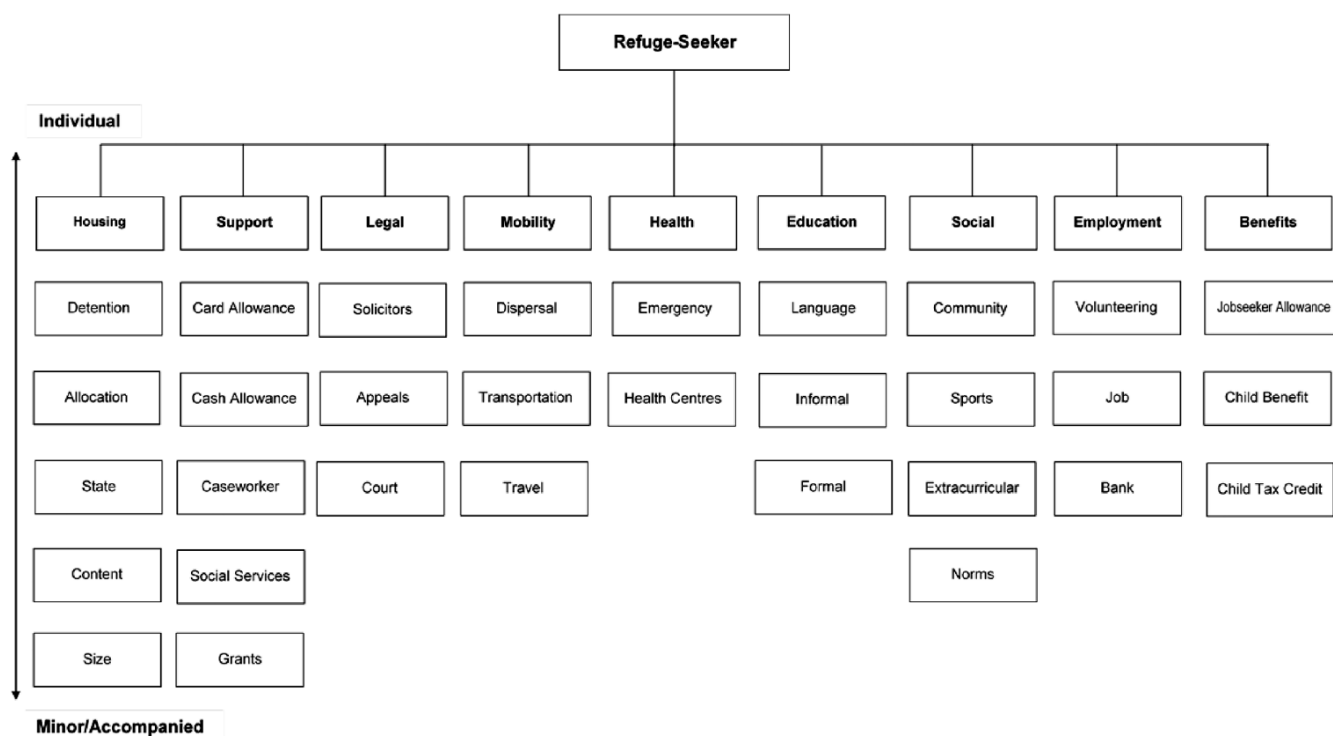 Refuge-Seeker
Individual
Housing
Support
Legal
Mobility
Health
Education
Social
Employment
Benefits
Detention
Card Allowance
Solicitors
Dispersal
Emergency
Language
Community
Volunteering
Jobseeker Allowance
Allocation
Cash Allowance
Appeals
Transportation
Health Centres
Informal
Sports
Job
Child Benefit
State
Caseworker
Court
Travel
Formal
Extracurricular
Bank
Child Tax Credit
Content
Social Services
Norms
Size
Grants
Minor/Accompanied